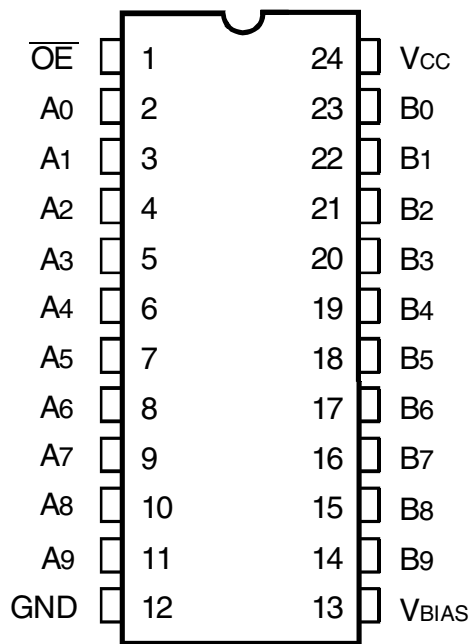 O̅E̅ 1 24 VCC
A0 2 23 B0
A1 3 22 B1
A2 4 21 B2
A3 5 20 B3
A4 6 19 B4
A5 7 18 B5
A6 8 17 B6
A7 9 16 B7
A8 10 15 B8
A9 11 14 B9
GND 12 13 VBIAS